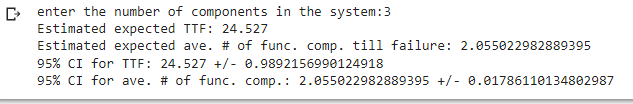 enter the number of components in the system:3
Estimated expected TTF: 24.527
Estimated expected ave. # of func. comp. till failure: 2.055022982889395
95% CI for TTF: 24.527 +/- 0.9892156990124918
95% CI for ave. # of func. comp.: 2.055022982889395 +/- 0.01786110134802987